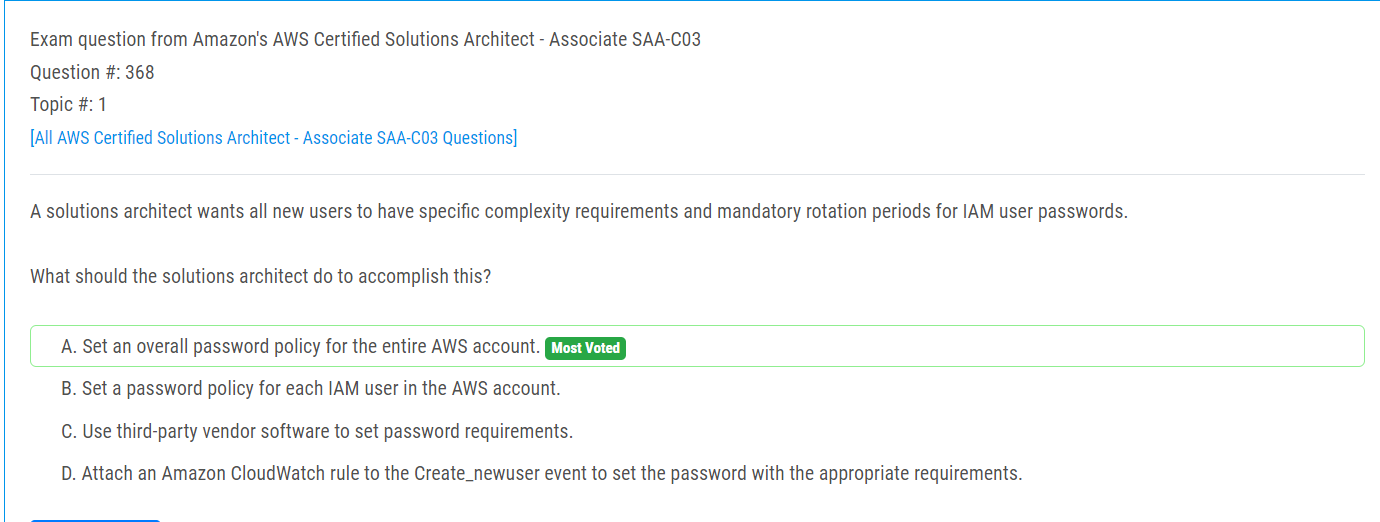 Exam question from Amazon's AWS Certified Solutions Architect - Associate SAA-C03
Question #: 368
Topic #: 1
[All AWS Certified Solutions Architect - Associate SAA-C03 Questions]
A solutions architect wants all new users to have specific complexity requirements and mandatory rotation periods for IAM user passwords.
What should the solutions architect do to accomplish this?
A. Set an overall password policy for the entire AWS account. Most Voted
B. Set a password policy for each IAM user in the AWS account.
C. Use third-party vendor software to set password requirements.
D. Attach an Amazon CloudWatch rule to the Create_newuser event to set the password with the appropriate requirements.